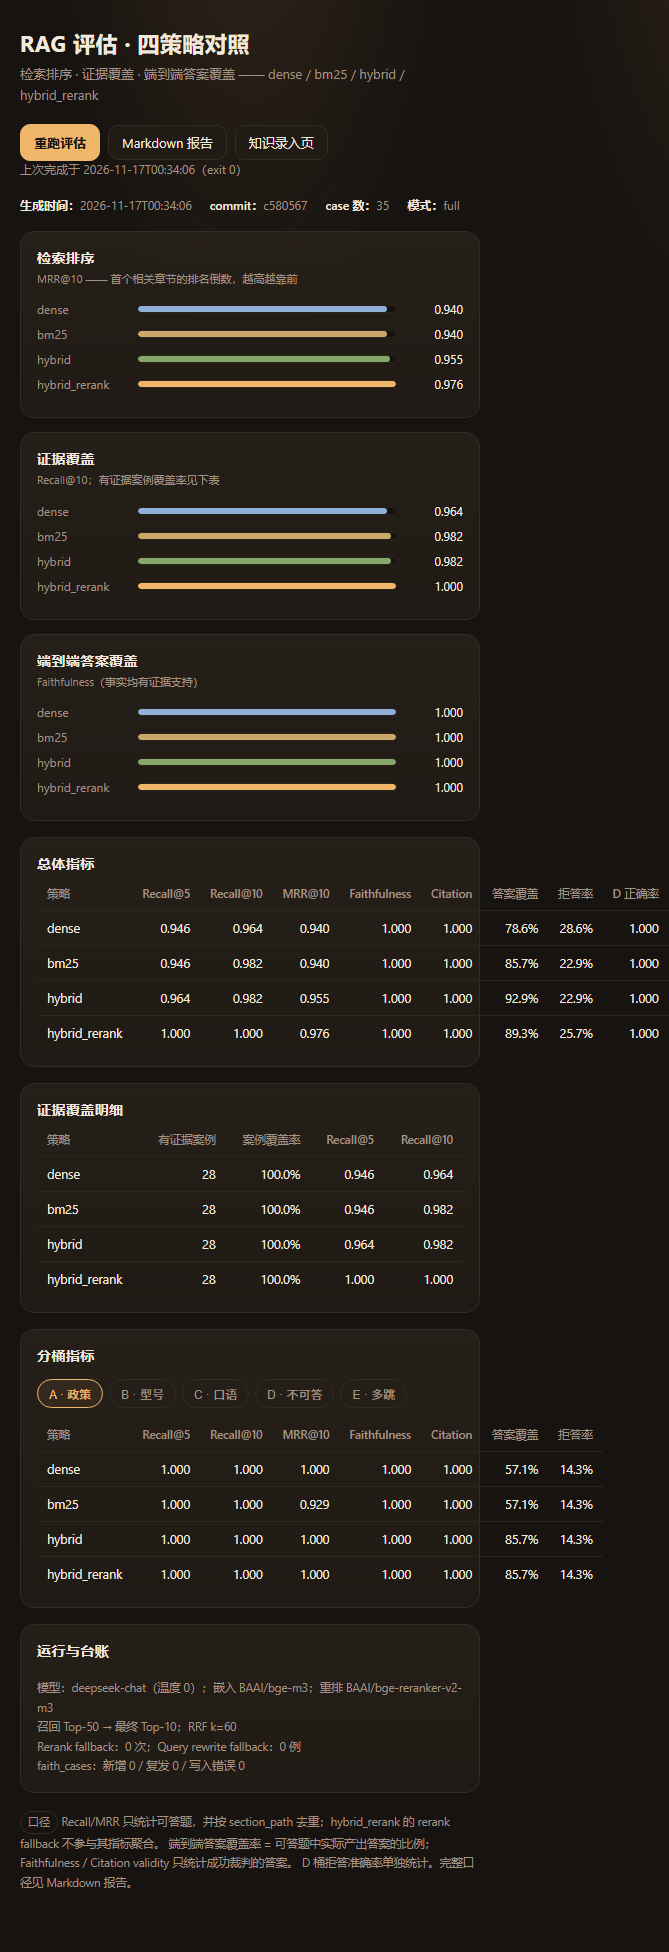 RAG 评估 · 四策略对照
检索排序 · 证据覆盖 · 端到端答案覆盖 —— dense / bm25 / hybrid /
hybrid_rerank
重跑评估 Markdown 报告 知识录入页
上次完成于 2026-11-17T00:34:06（exit 0）
生成时间：2026-11-17T00:34:06 commit：c580567 case 数：35 模式：full
检索排序
MRR@10 —— 首个相关章节的排名倒数，越高越靠前
dense 0.940
bm25 0.940
hybrid 0.955
hybrid_rerank 0.976
证据覆盖
Recall@10；有证据案例覆盖率见下表
dense 0.964
bm25 0.982
hybrid 0.982
hybrid_rerank 1.000
端到端答案覆盖
Faithfulness（事实均有证据支持）
dense 1.000
bm25 1.000
hybrid 1.000
hybrid_rerank 1.000
总体指标
策略 Recall@5 Recall@10 MRR@10 Faithfulness Citation 答案覆盖 拒答率 D 正确率
dense 0.946 0.964 0.940 1.000 1.000 78.6% 28.6% 1.000
bm25 0.946 0.982 0.940 1.000 1.000 85.7% 22.9% 1.000
hybrid 0.964 0.982 0.955 1.000 1.000 92.9% 22.9% 1.000
hybrid_rerank 1.000 1.000 0.976 1.000 1.000 89.3% 25.7% 1.000
证据覆盖明细
策略 有证据案例 案例覆盖率 Recall@5 Recall@10
dense 28 100.0% 0.946 0.964
bm25 28 100.0% 0.946 0.982
hybrid 28 100.0% 0.964 0.982
hybrid_rerank 28 100.0% 1.000 1.000
分桶指标
A · 政策 B · 型号 C · 口语 D · 不可答 E · 多跳
策略 Recall@5 Recall@10 MRR@10 Faithfulness Citation 答案覆盖 拒答率
dense 1.000 1.000 1.000 1.000 1.000 57.1% 14.3%
bm25 1.000 1.000 0.929 1.000 1.000 57.1% 14.3%
hybrid 1.000 1.000 1.000 1.000 1.000 85.7% 14.3%
hybrid_rerank 1.000 1.000 1.000 1.000 1.000 85.7% 14.3%
运行与台账
模型：deepseek-chat（温度 0）；嵌入 BAAI/bge-m3；重排 BAAI/bge-reranker-v2-
m3
召回 Top-50 → 最终 Top-10；RRF k=60
Rerank fallback：0 次；Query rewrite fallback：0 例
faith_cases：新增 0 / 复发 0 / 写入错误 0
口径 Recall/MRR 只统计可答题，并按 section_path 去重；hybrid_rerank 的 rerank
fallback 不参与其指标聚合。 端到端答案覆盖率 = 可答题中实际产出答案的比例；
Faithfulness / Citation validity 只统计成功裁判的答案。 D 桶拒答准确率单独统计。完整口
径见 Markdown 报告。